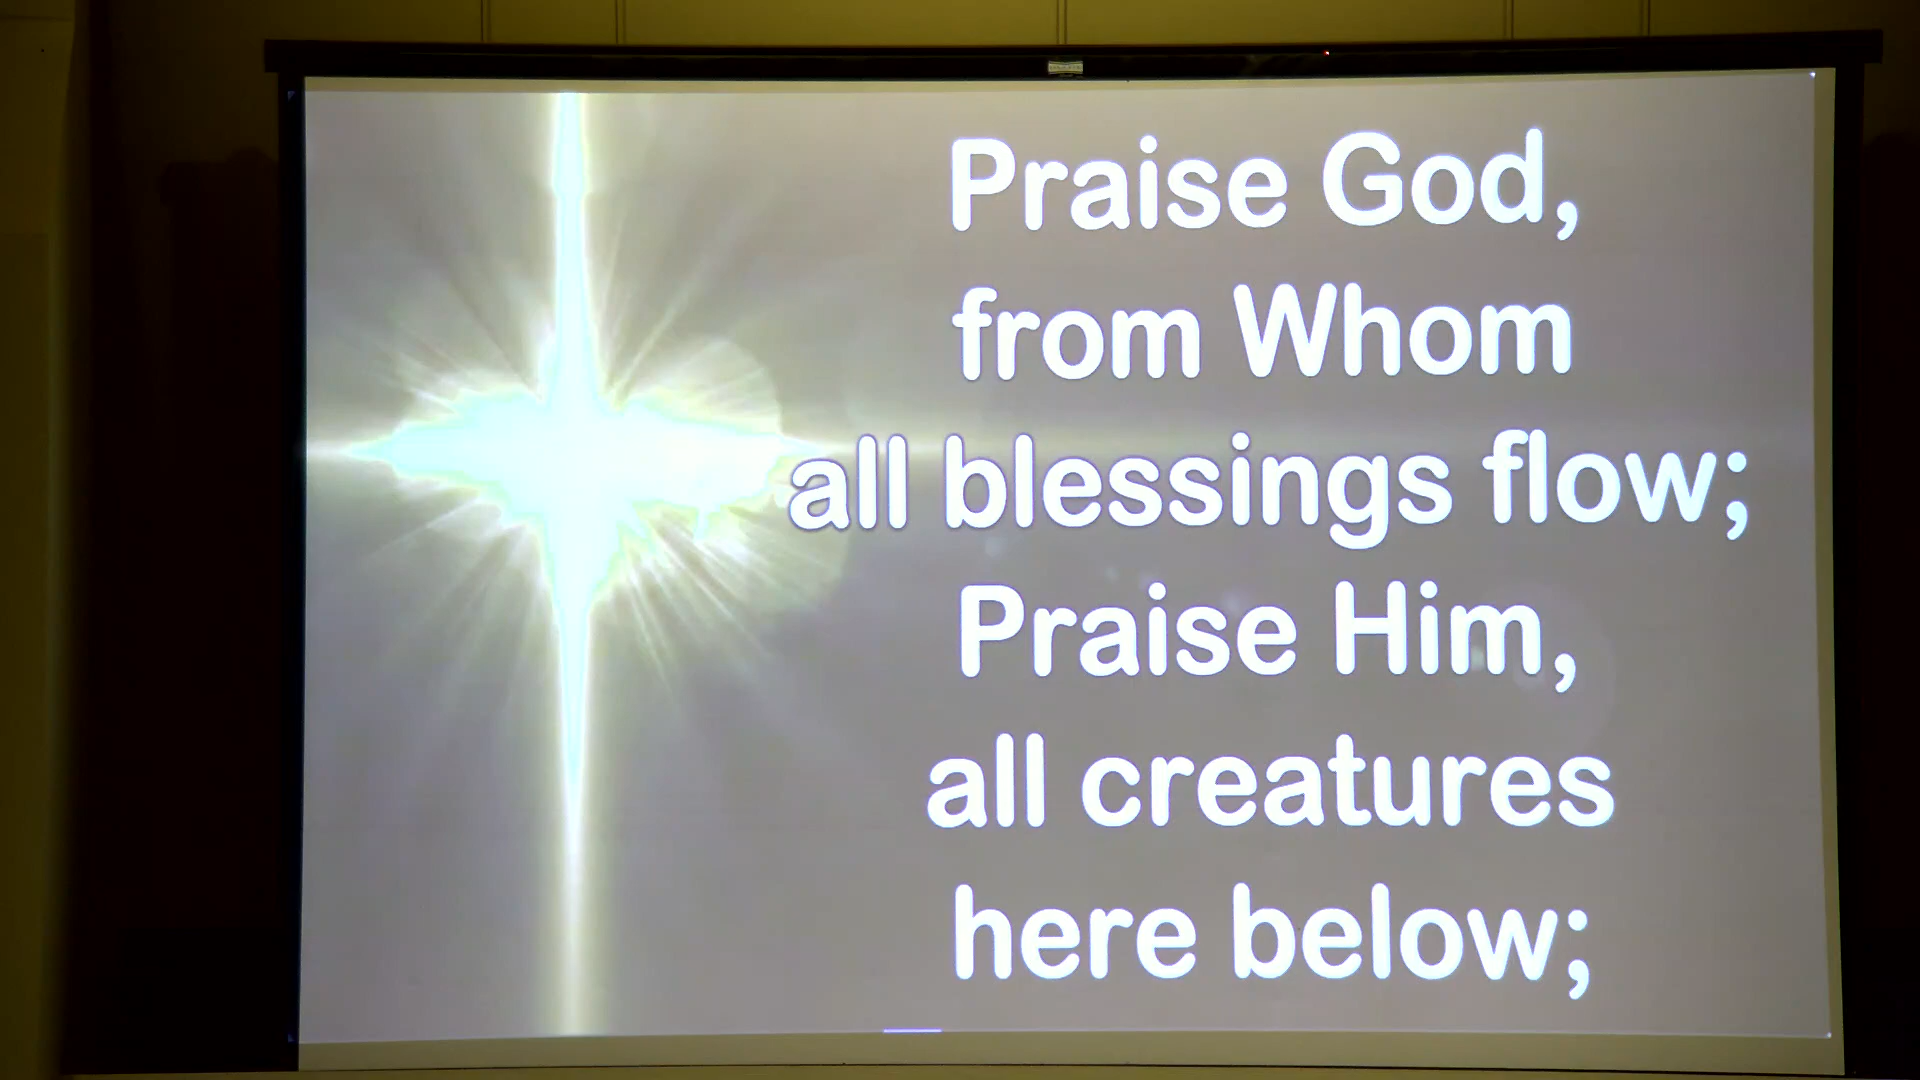 Praise God,
from Whom
all blessings flow;
Praise Him,
all creatures
here below;